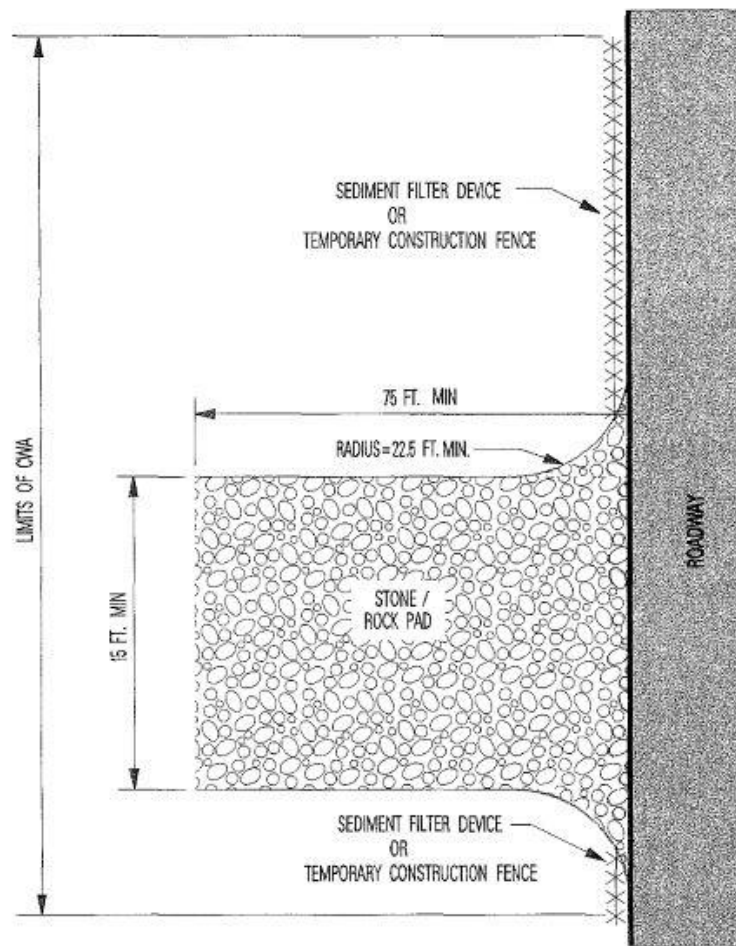 SEDIMENT FILTER DEVICE
OR
TEMPORARY CONSTRUCTION FENCE
75 FT. MIN
RADIUS=22.5 FT. MIN.
LIMITS OF CWA
15 FT. MIN
STONE /
ROCK PAD
ROADWAY
SEDIMENT FILTER DEVICE
OR
TEMPORARY CONSTRUCTION FENCE